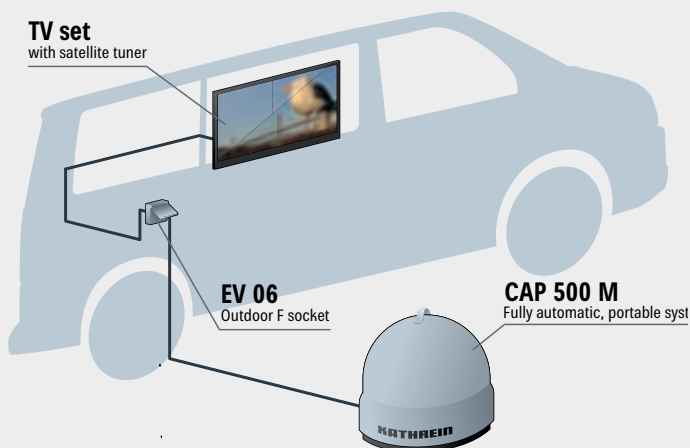 TV set
with satellite tuner
EV 06
Outdoor F socket
CAP 500 M
Fully automatic, portable syst
KATHREIN